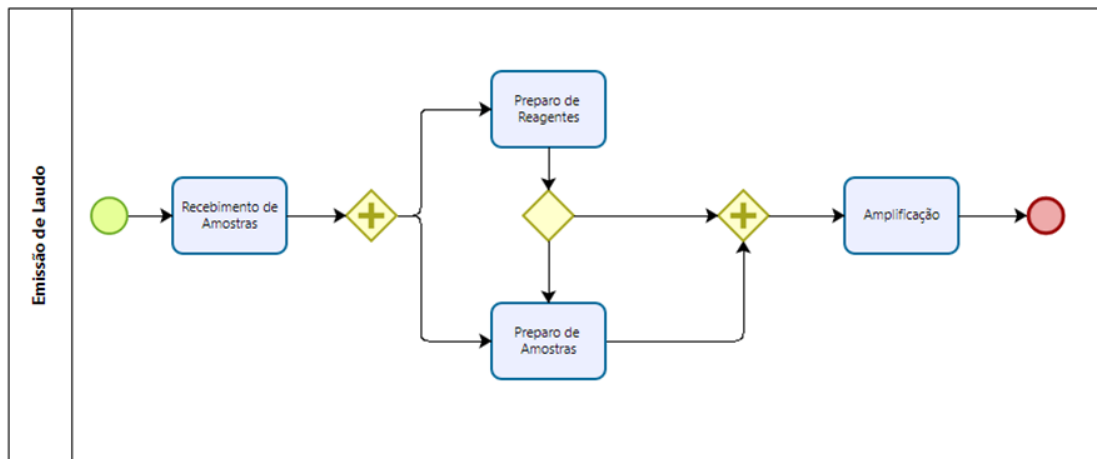 Emissão de Laudo
Recebimento de
Amostras
Preparo de
Reagentes
Preparo de
Amostras
Amplificação